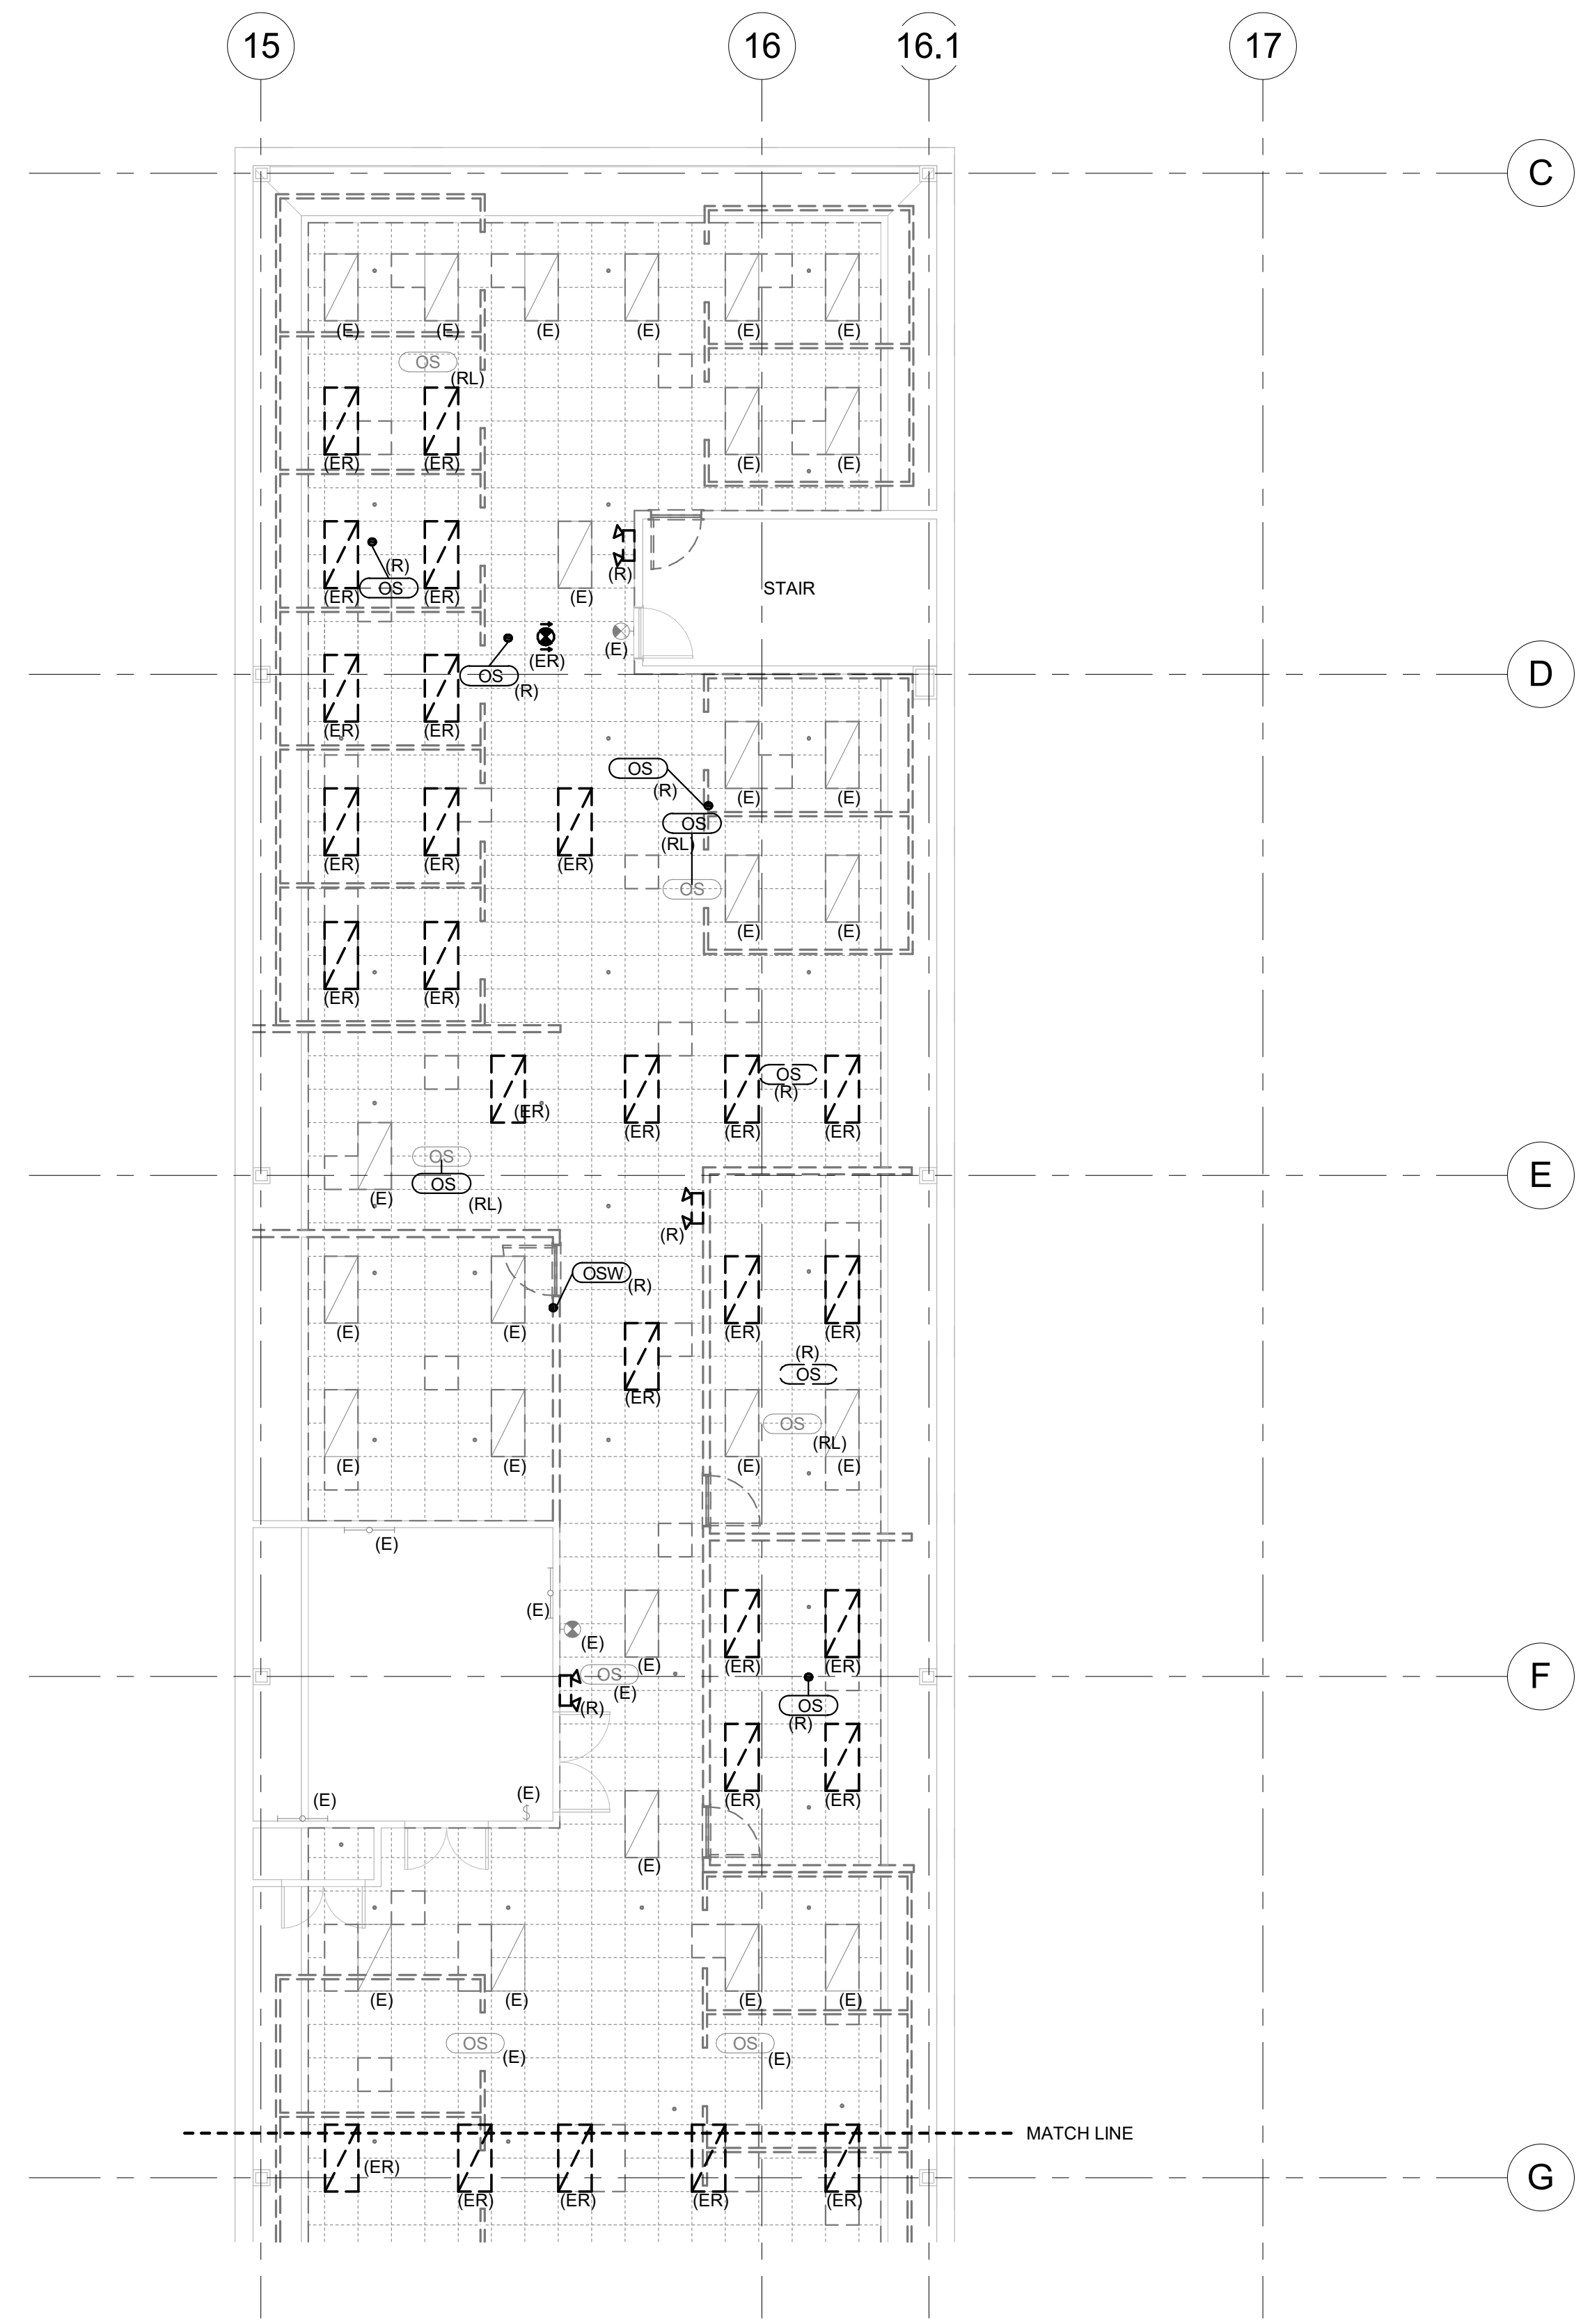 15 16 16.1 17
C
(E) (E) (E) (E) (E) (E)
OS
(RL)
(ER) (ER) (E) (E)
(R)
(R)
OS
STAIR
(ER) (ER) (E)
(E)
(ER)
D
OS
(R)
(ER) (ER)
OS
(R)
(E) (E)
OS
(RL)
(ER) (ER) (ER)
OS
(E) (E)
(ER) (ER)
OS
(R)
(ER)
(ER) (ER) (ER)
OS
E
OS
(E)
(RL)
(R)
OSW
(R)
(E) (E) (ER) (ER)
(R)
OS
(ER)
OS
(RL)
(E) (E) (E) (E)
(E)
(E)
(E)
(E) (ER) (ER)
OS
F
(E)
(R)
OS
(R)
(E)
(E)
$
(ER) (ER)
(E)
(E) (E) (E) (E)
OS OS
(E) (E)
MATCH LINE
(ER)
G
(ER) (ER) (ER) (ER)